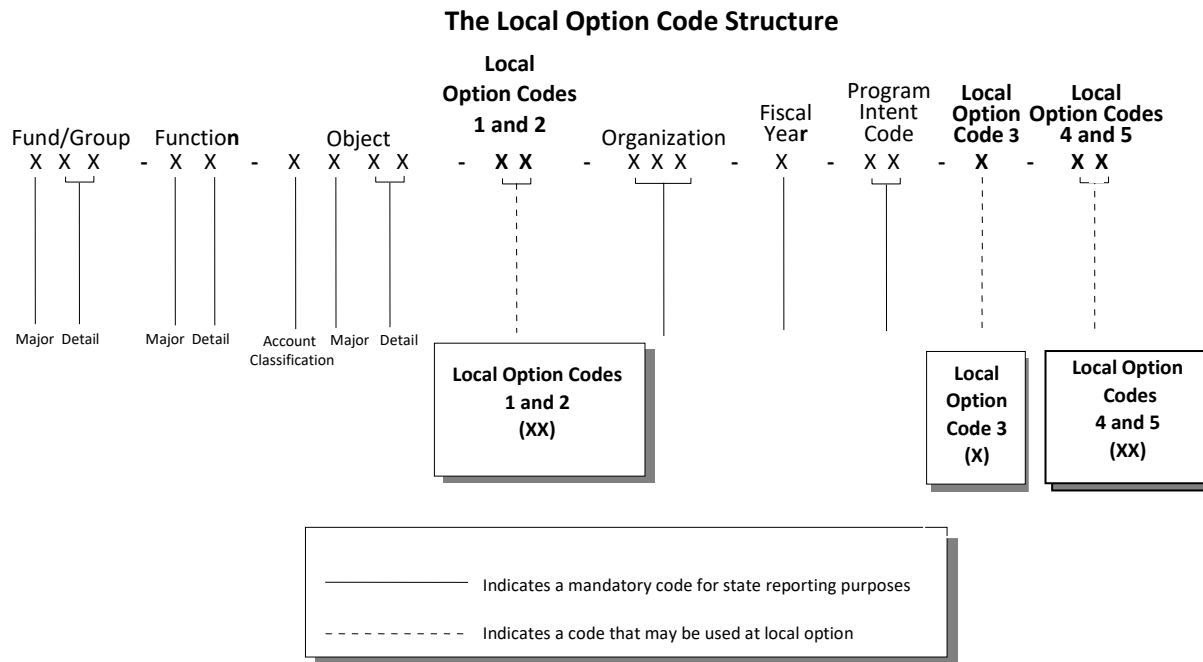 The Local Option Code Structure
Local
Option Codes
1 and 2
Fiscal
Year
Program
Intent
Code
Local
Option
Code 3
Local
Option Codes
4 and 5
Fund/Group Function Object Organization
X X X - X X - X X X X - X X - X X X - X - X X - X - X X
Major Detail Major Detail Account
Classification Major Detail
Local Option Codes
1 and 2
(XX)
Local
Option
Code 3
(X)
Local Option
Codes
4 and 5
(XX)
Indicates a mandatory code for state reporting purposes
Indicates a code that may be used at local option